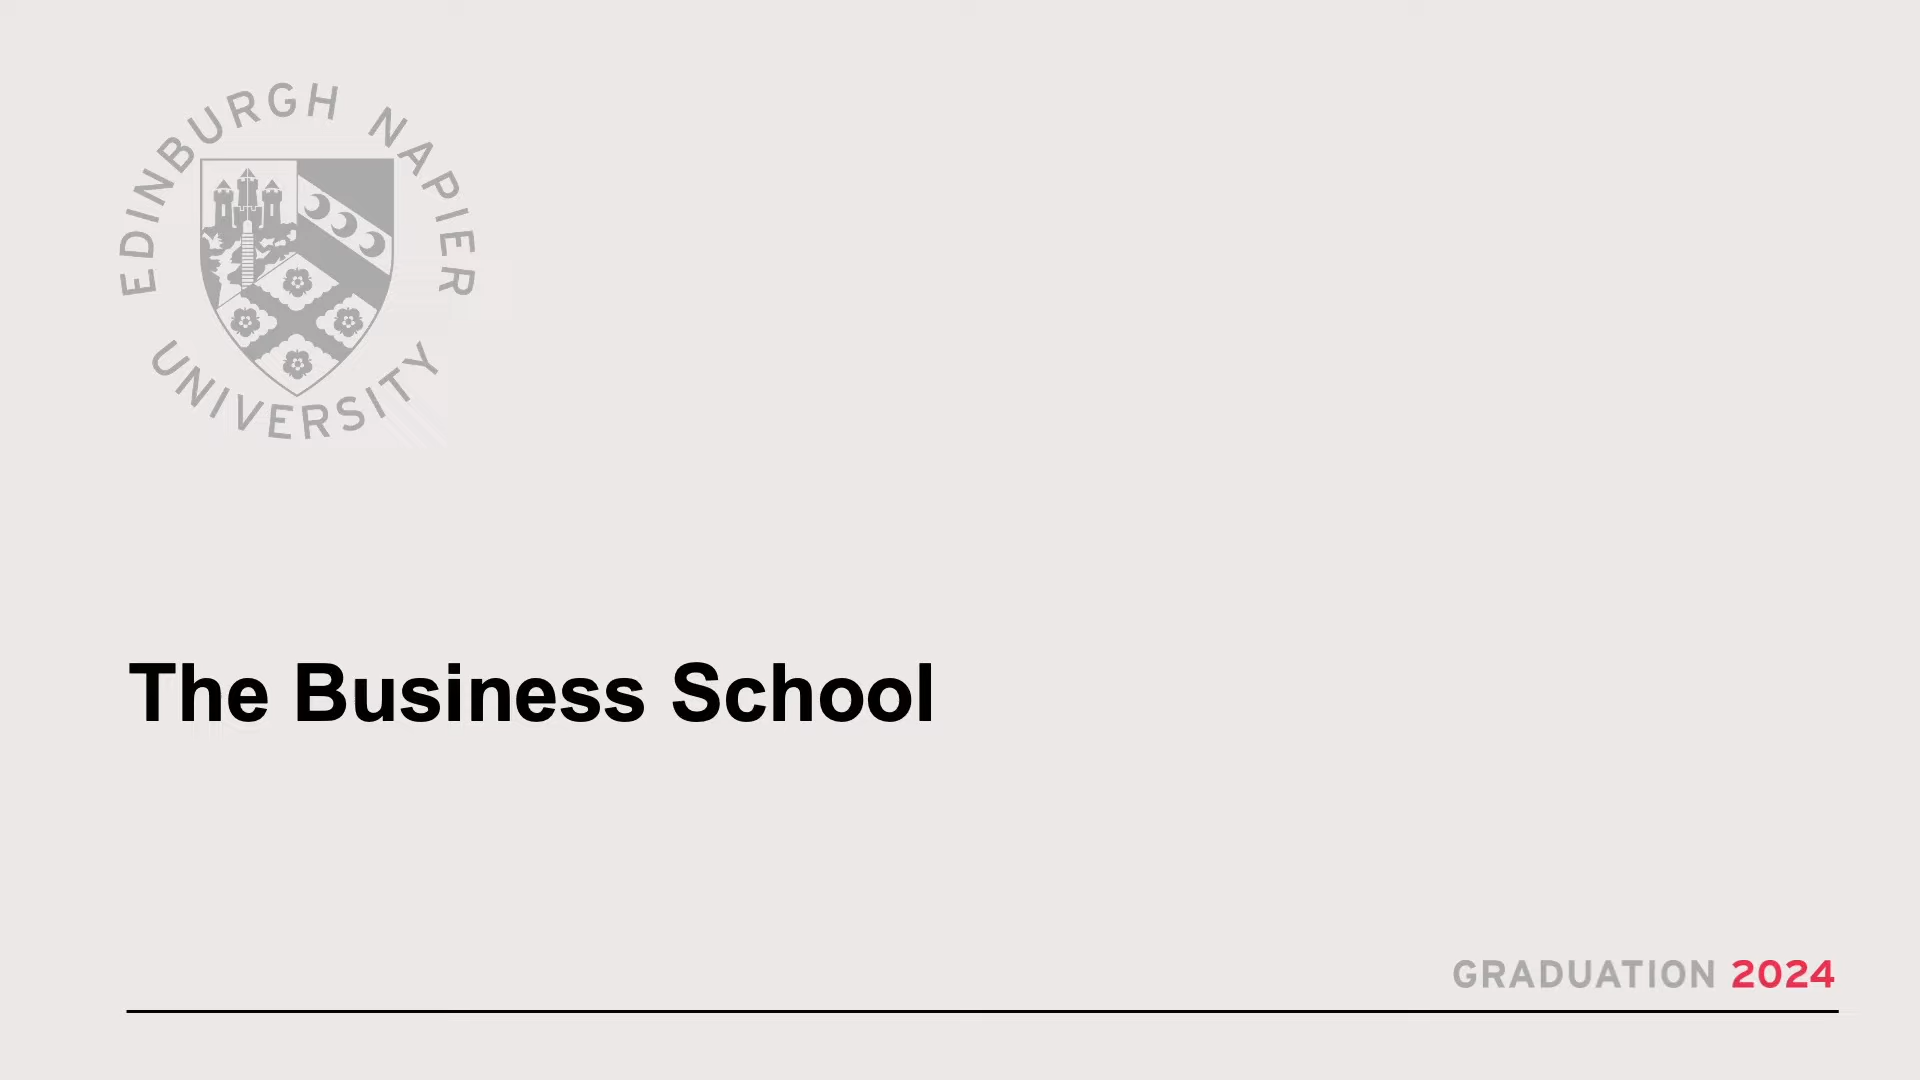 EDINBURGH NAPIER
UNIVERSITY
The Business School
GRADUATION 2024